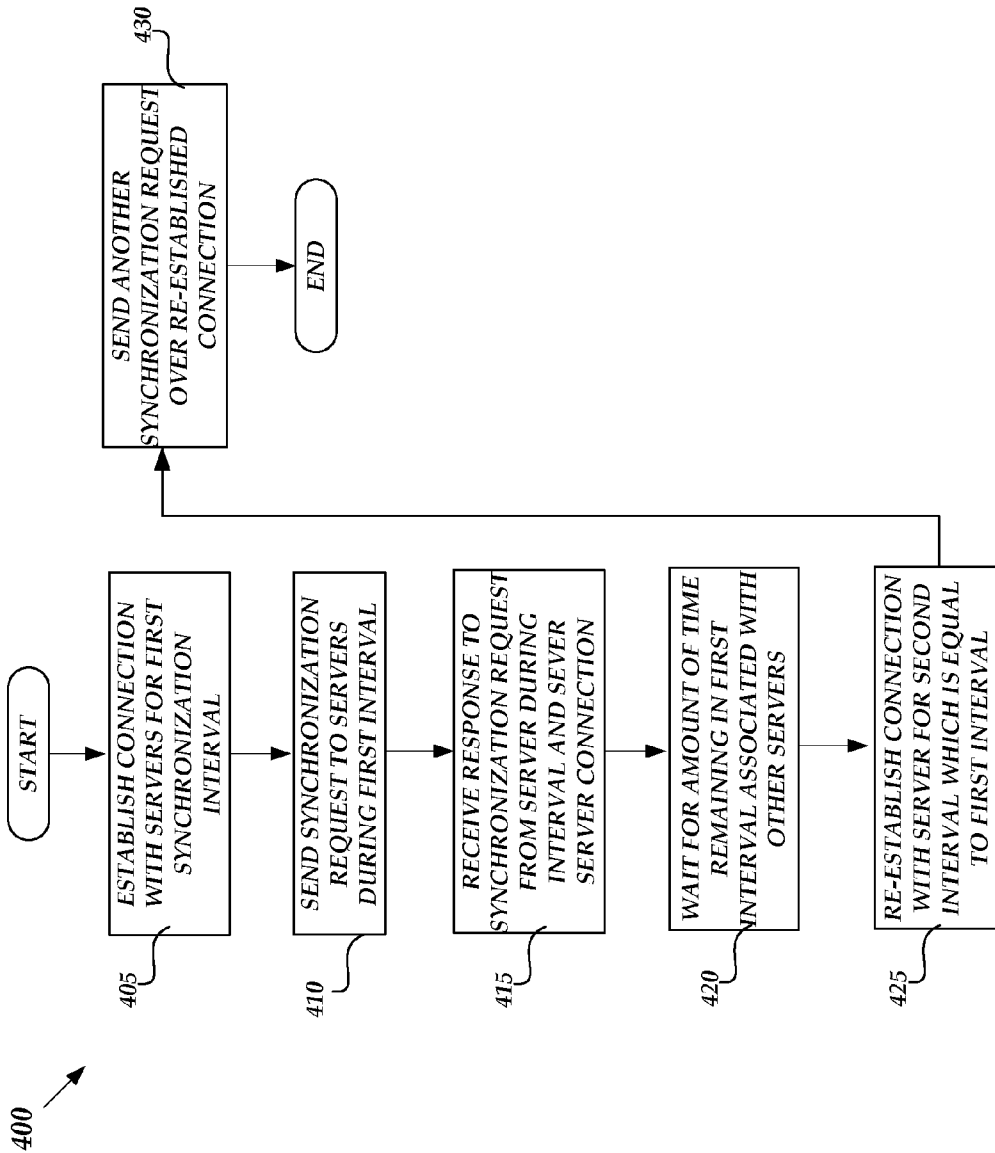 400
START
ESTABLISH CONNECTION
WITH SERVERS FOR FIRST
SYNCHRONIZATION
INTERVAL
405
SEND SYNCHRONIZATION
REQUEST TO SERVERS
DURING FIRST INTERVAL
410
RECEIVE RESPONSE TO
SYNCHRONIZATION REQUEST
FROM SERVER DURING
INTERVAL AND SEVER
SERVER CONNECTION
415
WAIT FOR AMOUNT OF TIME
REMAINING IN FIRST
INTERVAL ASSOCIATED WITH
OTHER SERVERS
420
RE-ESTABLISH CONNECTION
WITH SERVER FOR SECOND
INTERVAL WHICH IS EQUAL
TO FIRST INTERVAL
425
SEND ANOTHER
SYNCHRONIZATION REQUEST
OVER RE-ESTABLISHED
CONNECTION
430
END